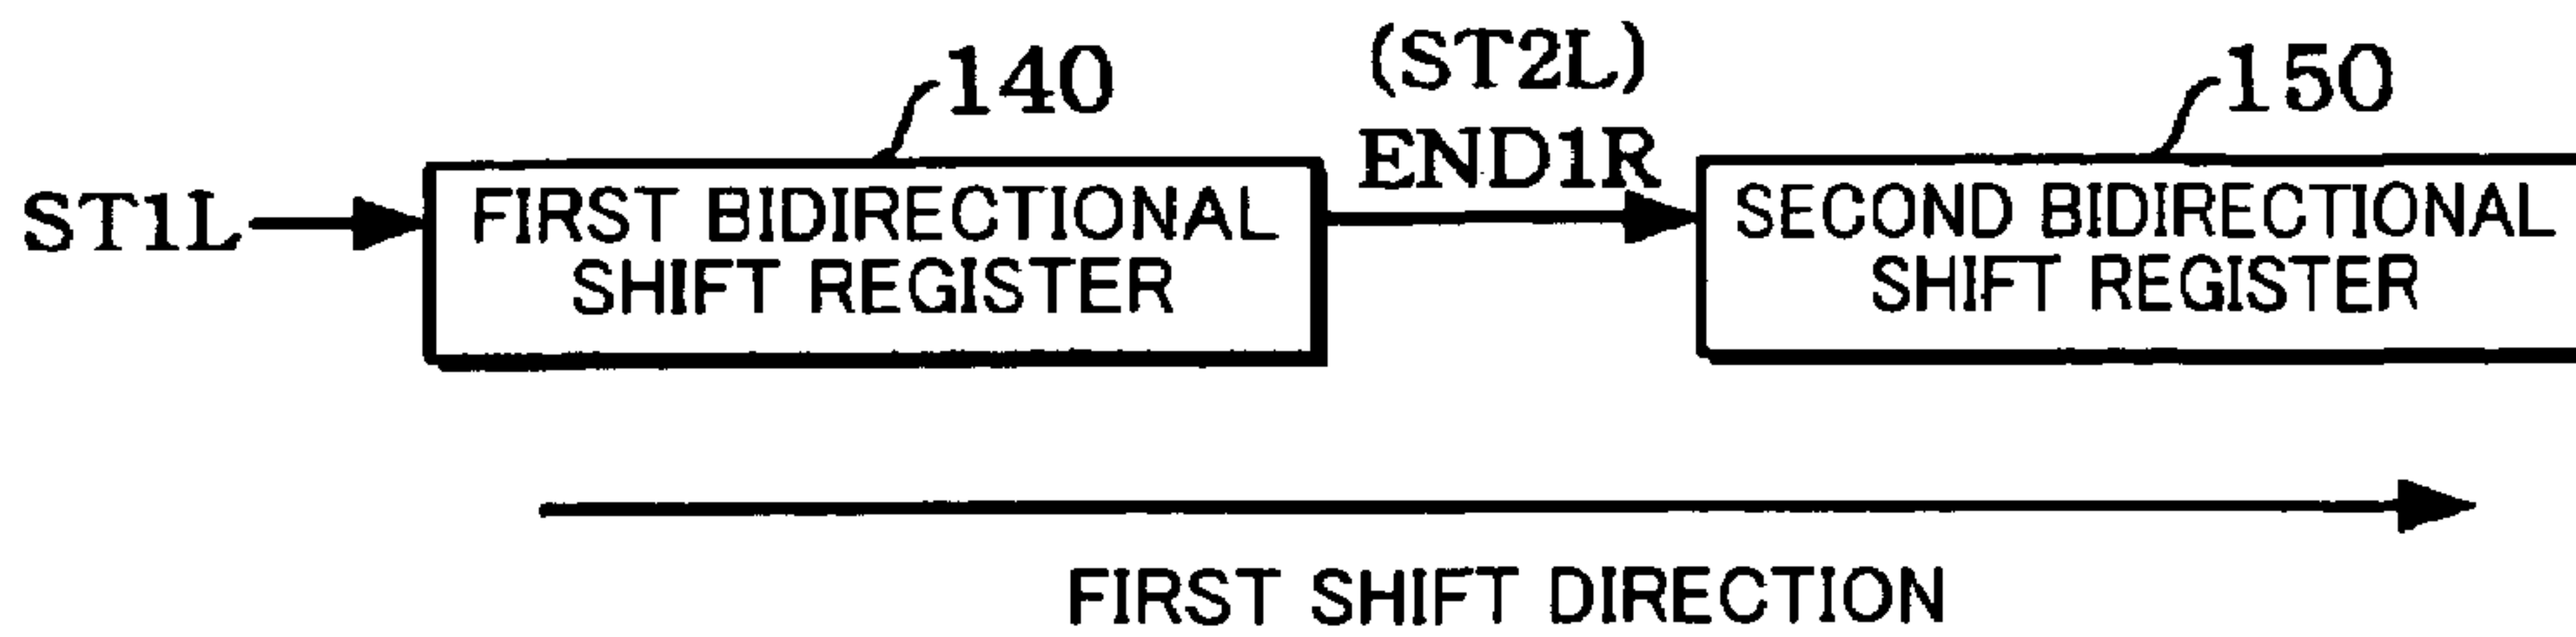 140
(ST2L)
END1R
150
ST1L
FIRST BIDIRECTIONAL
SHIFT REGISTER
SECOND BIDIRECTIONAL
SHIFT REGISTER
FIRST SHIFT DIRECTION